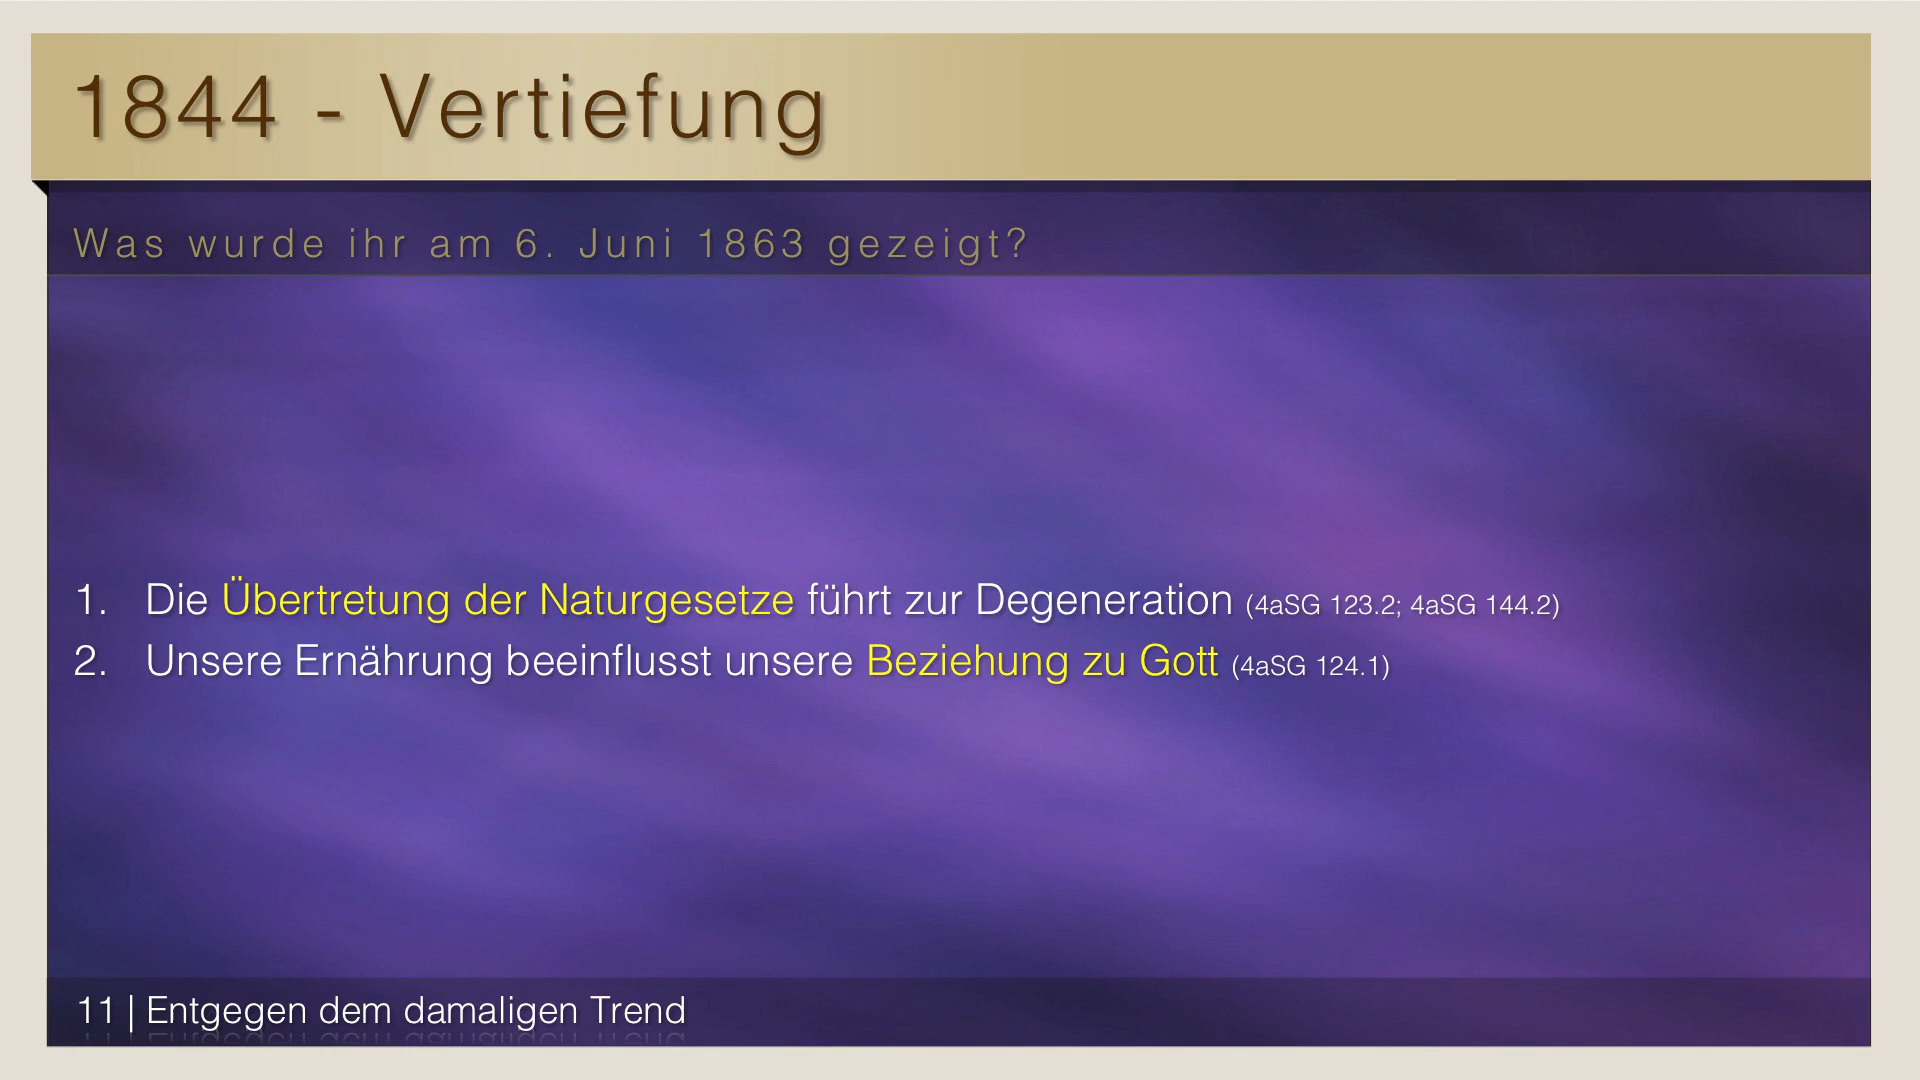 1844 - Vertiefung
Was wurde ihr am 6. Juni 1863 gezeigt?
1. Die Übertretung der Naturgesetze führt zur Degeneration (4aSG 123.2; 4aSG 144.2)
2. Unsere Ernährung beeinflusst unsere Beziehung zu Gott (4aSG 124.1)
11 | Entgegen dem damaligen Trend